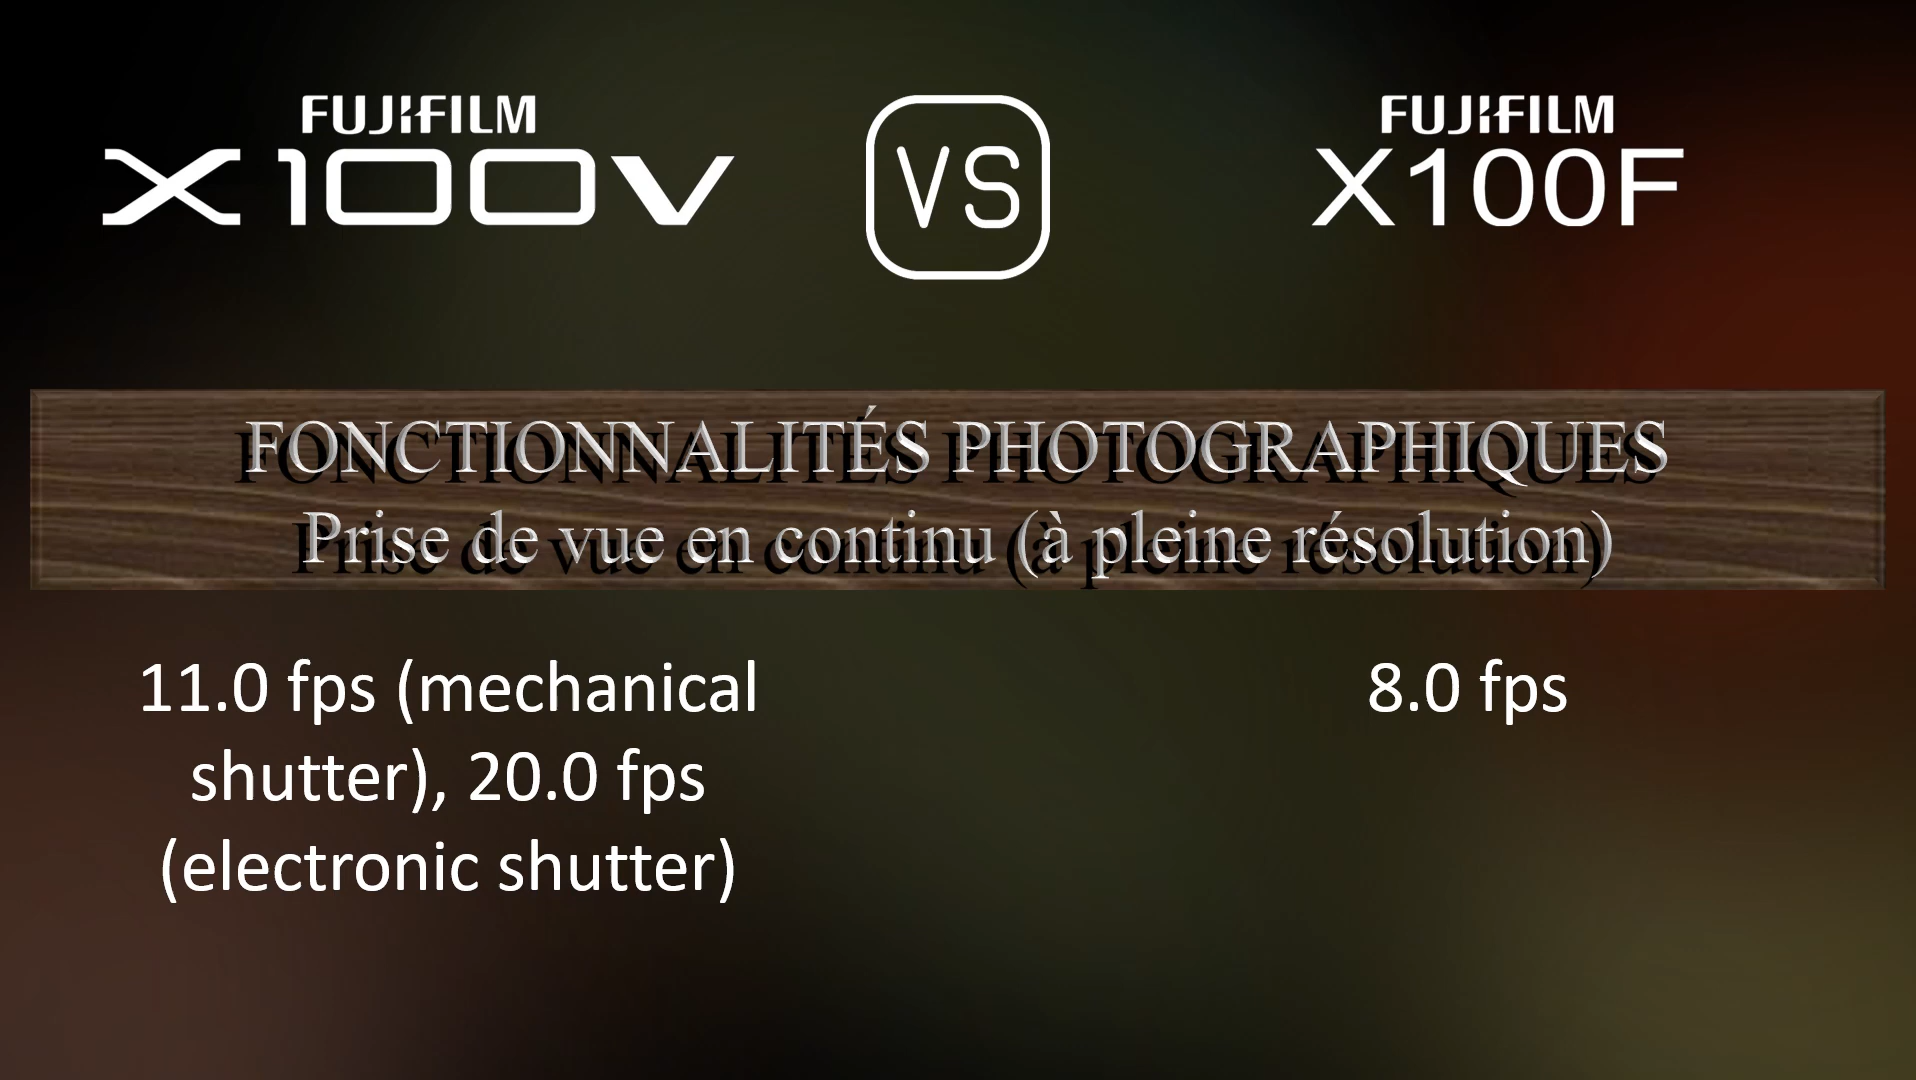 FUJIFILM
X100V
VS
FUJIFILM
X100F
FONCTIONNALITÉS PHOTOGRAPHIQUES
Prise de vue en continu (à pleine résolution)
11.0 fps (mechanical
shutter), 20.0 fps
(electronic shutter)
8.0 fps